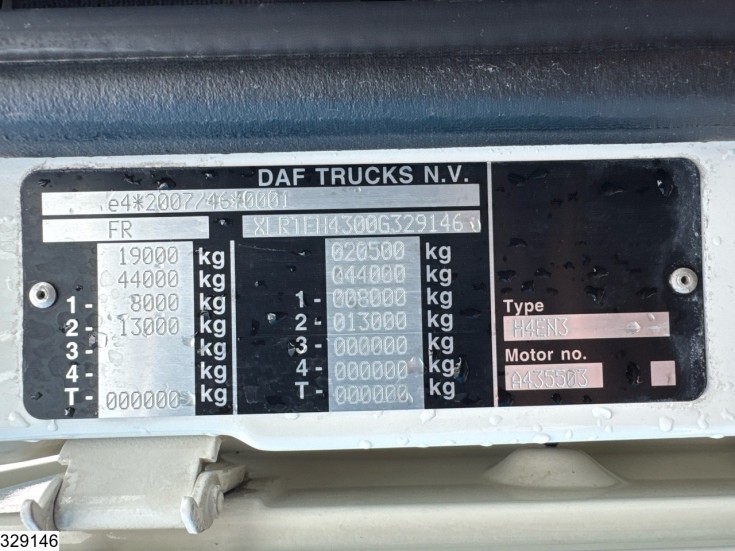 DAF TRUCKS N.V.
e4*2007/46*0001
FR XLRTEH4300G329146
19000 kg 020500 kg
44000 kg 044000 kg
1- 8000 kg 1- 008000 kg
2- 13000 kg 2- 013000 kg
3- kg 3- 000000 kg
4- kg 4- 000000 kg
T- 000000 kg T- 000000 kg
Type
H4EN3
Motor no.
A435503
329146